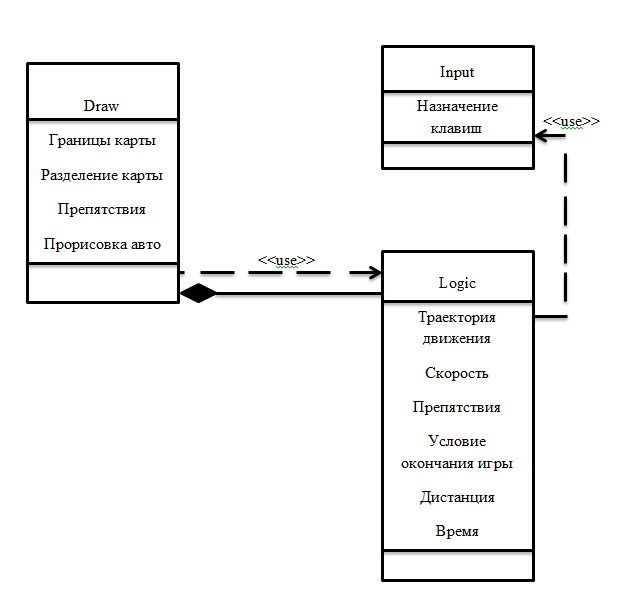 Draw
Границы карты
Разделение карты
Препятствия
Прорисовка авто
<<use>>
Input
Назначение
клавиш
<<use>>
Logic
Траектория
движения
Скорость
Препятствия
Условие
окончания игры
Дистанция
Время